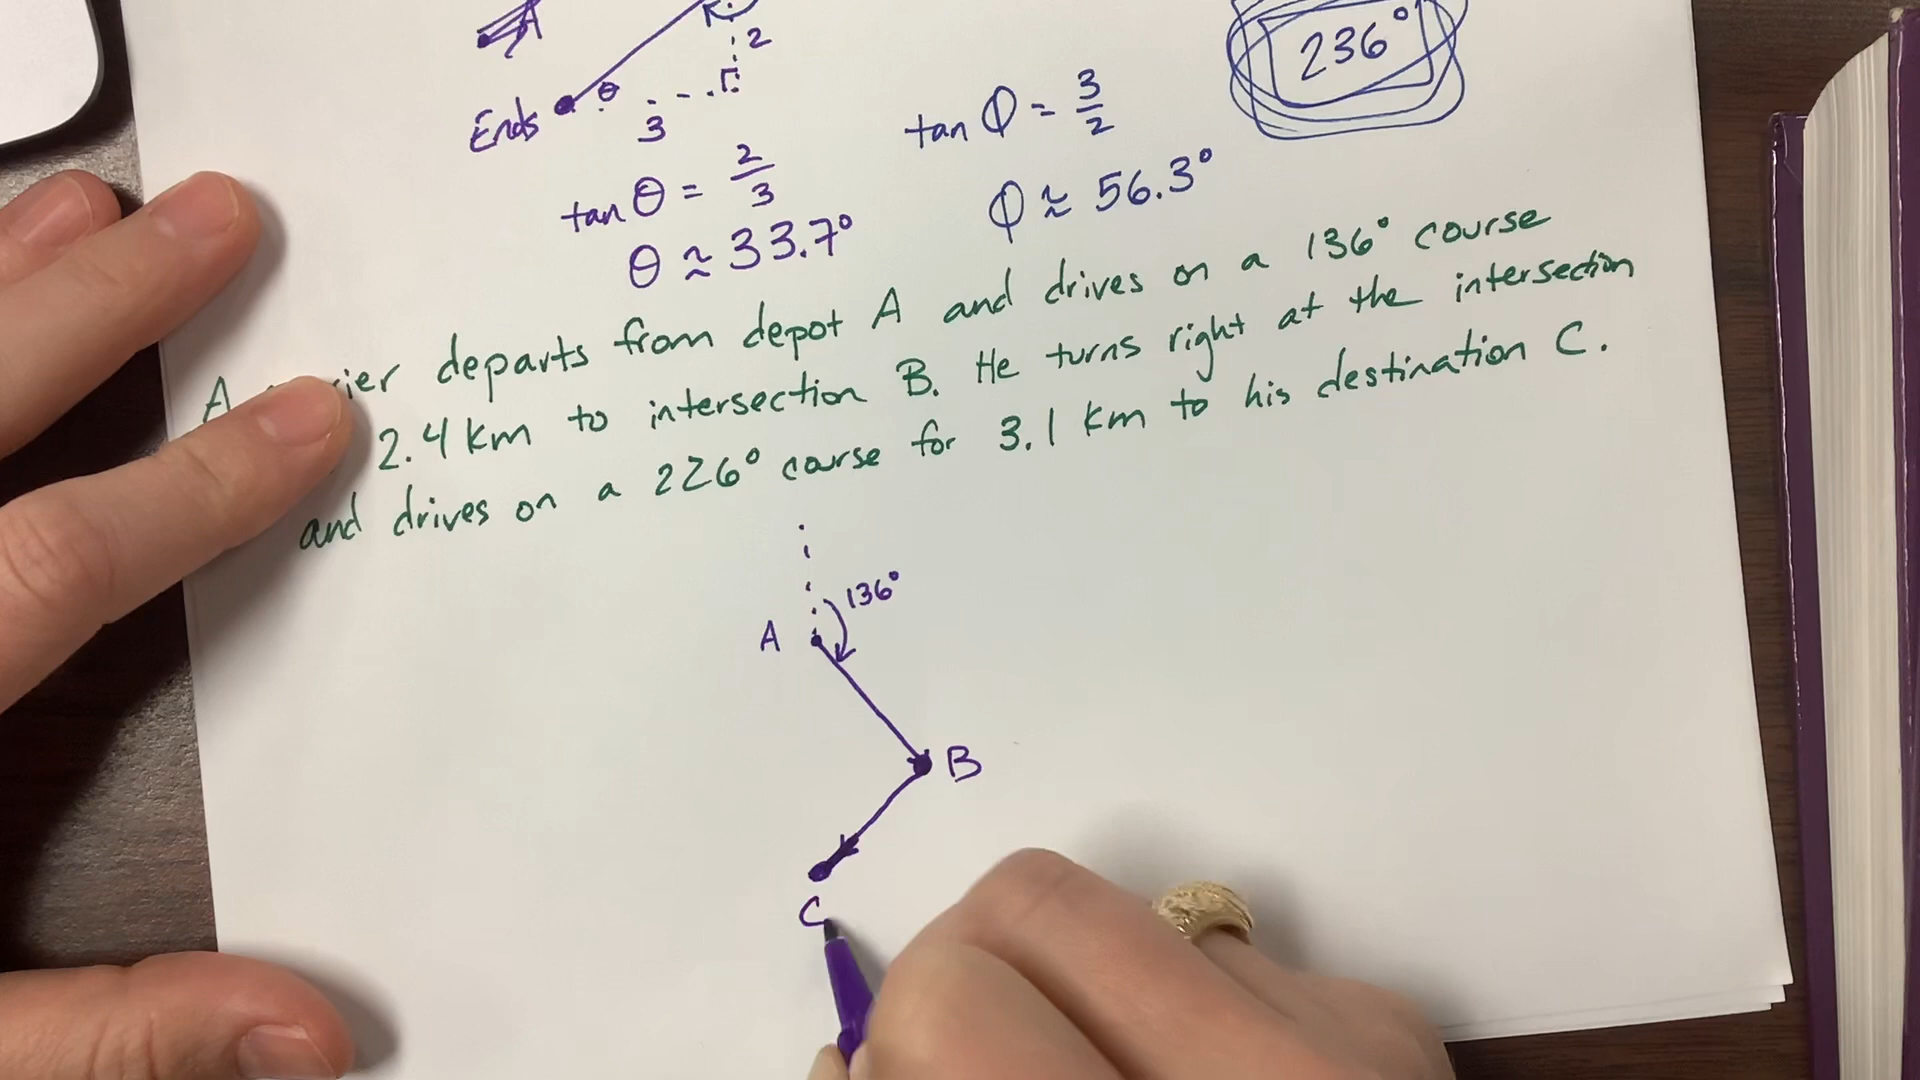 A
2
236°
θ
Ends
3
tan ϕ = 3/2
tan θ = 2/3
ϕ ≈ 56.3°
θ ≈ 33.7°
A departs from depot A and drives on a 136° course
2.4 km to intersection B. He turns right at the intersection
and drives on a 226° course for 3.1 km to his destination C.
136°
A
B
C